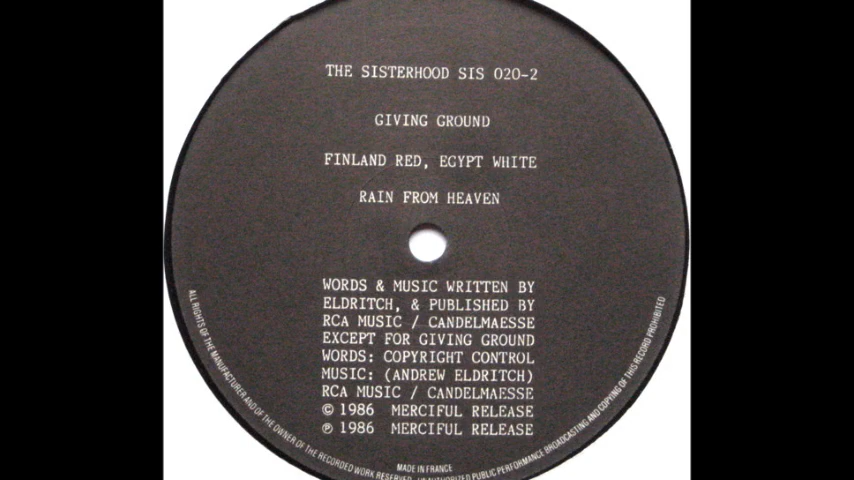 THE SISTERHOOD SIS 020-2
GIVING GROUND
FINLAND RED, EGYPT WHITE
RAIN FROM HEAVEN
WORDS & MUSIC WRITTEN BY
ELDRITCH, & PUBLISHED BY
RCA MUSIC / CANDELMAESSE
EXCEPT FOR GIVING GROUND
WORDS: COPYRIGHT CONTROL
MUSIC: (ANDREW ELDRITCH)
RCA MUSIC / CANDELMAESSE
© 1986 MERCIFUL RELEASE
℗ 1986 MERCIFUL RELEASE
MADE IN FRANCE
ALL RIGHTS OF THE MANUFACTURER AND OF THE OWNER OF THE RECORDED WORK RESERVED - UNAUTHORIZED PUBLIC PERFORMANCE BROADCASTING AND COPYING OF THIS RECORD PROHIBITED